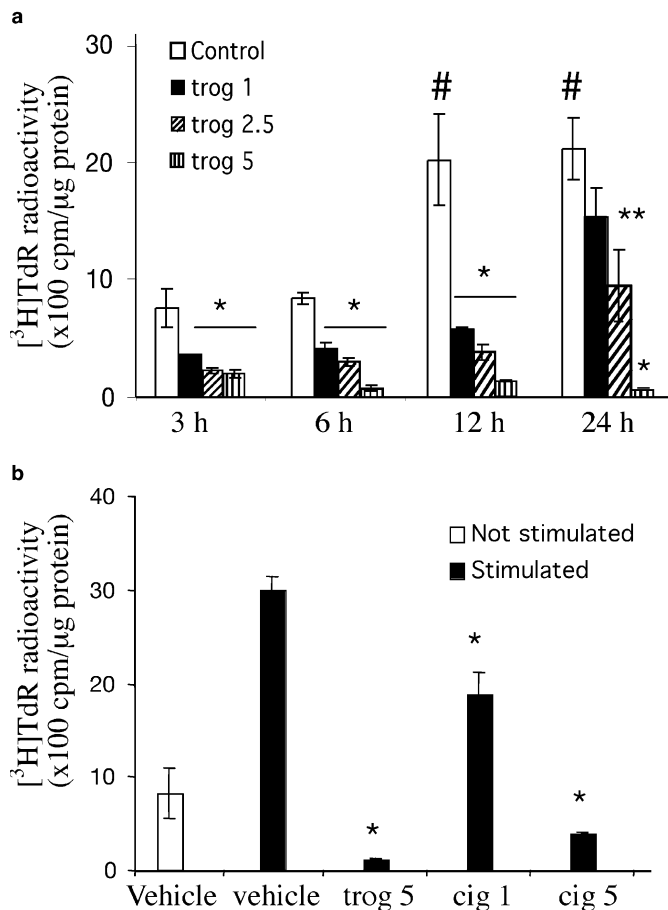 a
[³H]TdR radioactivity
(x100 cpm/µg protein)
30
20
10
0
Control
trog 1
trog 2.5
trog 5
#
#
*
*
*
**
*
3 h
6 h
12 h
24 h
b
[³H]TdR radioactivity
(x100 cpm/µg protein)
40
30
20
10
0
Not stimulated
Stimulated
*
*
*
Vehicle
vehicle
trog 5
cig 1
cig 5